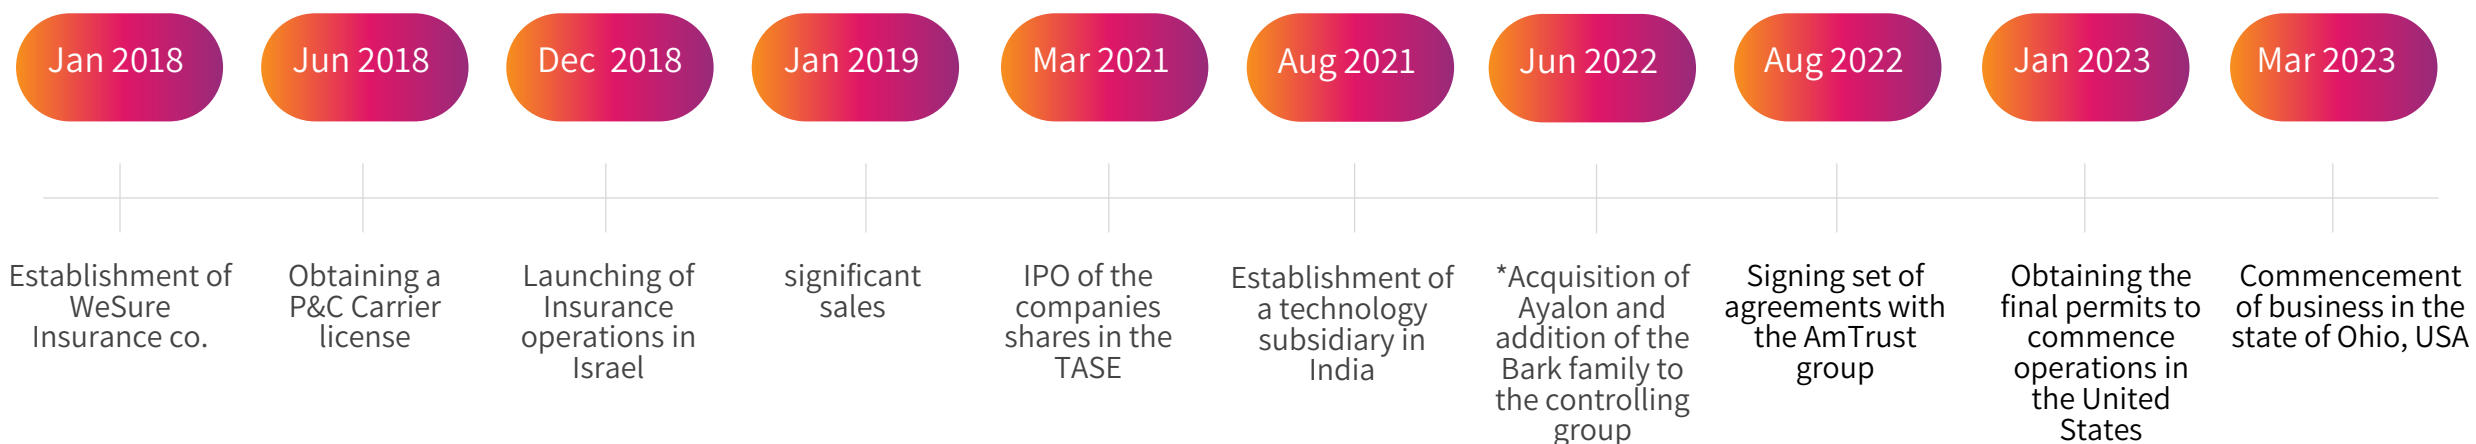 Jan 2018
Jun 2018
Dec 2018
Jan 2019
Mar 2021
Aug 2021
Jun 2022
Aug 2022
Jan 2023
Mar 2023
Establishment of
WeSure
Insurance co.
Obtaining a
P&C Carrier
license
Launching of
Insurance
operations in
Israel
significant
sales
IPO of the
companies
shares in the
TASE
Establishment of
a technology
subsidiary in
India
*Acquisition of
Ayalon and
addition of the
Bark family to
the controlling
group
Signing set of
agreements with
the AmTrust
group
Obtaining the
final permits to
commence
operations in
the United
States
Commencement
of business in the
state of Ohio, USA